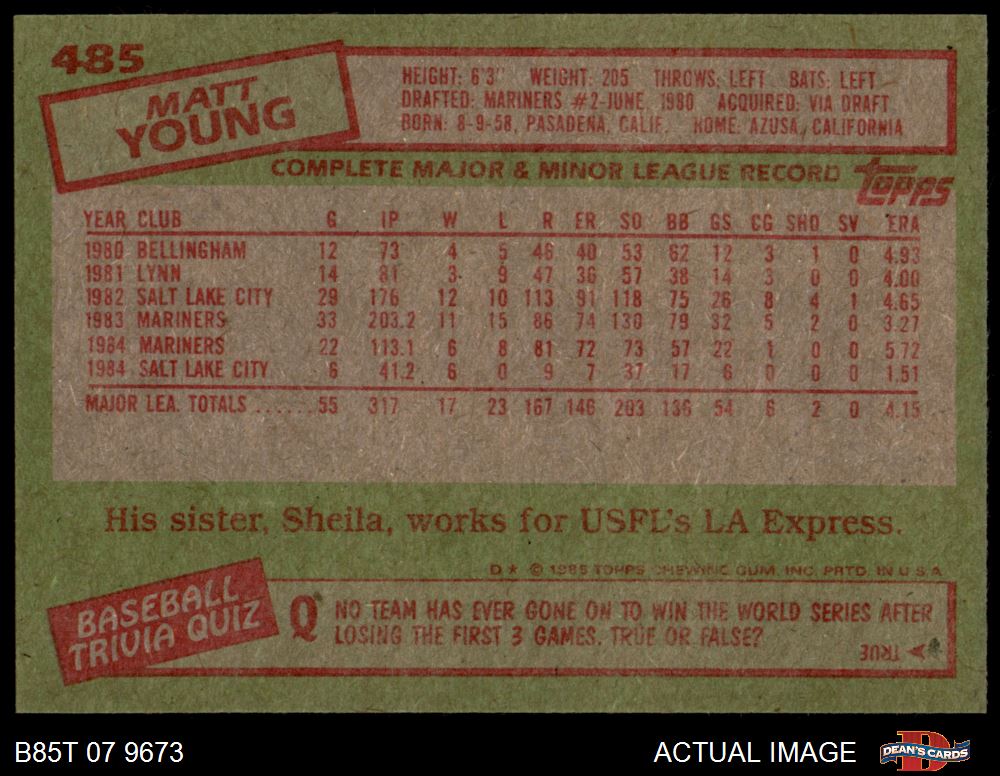 485
MATT
YOUNG
HEIGHT: 6'3" WEIGHT: 205 THROWS: LEFT BATS: LEFT
DRAFTED: MARINERS #2-JUNE, 1980 ACQUIRED: VIA DRAFT
BORN: 8-9-58, PASADENA, CALIF. HOME: AZUSA, CALIFORNIA
COMPLETE MAJOR & MINOR LEAGUE RECORD
TOPPS
YEAR CLUB G IP W L R ER SO BB GS CG SHO SV ERA
1980 BELLINGHAM 12 73 4 5 46 40 53 62 12 3 1 0 4.93
1981 LYNN 14 81 3 9 47 36 57 38 14 3 0 0 4.00
1982 SALT LAKE CITY 29 176 12 10 113 91 118 75 26 8 4 1 4.65
1983 MARINERS 33 203.2 11 15 86 74 130 79 32 5 2 0 3.27
1984 MARINERS 22 113.1 6 8 81 72 73 57 22 1 0 0 5.72
1984 SALT LAKE CITY 6 41.2 6 0 9 7 37 17 6 0 0 0 1.51
MAJOR LEA. TOTALS ...... 55 317 17 23 167 146 203 136 54 6 2 0 4.15
His sister, Sheila, works for USFL's LA Express.
D* © 1985 TOPPS CHEWING GUM, INC. PRTD. IN U.S.A.
BASEBALL
TRIVIA QUIZ
Q NO TEAM HAS EVER GONE ON TO WIN THE WORLD SERIES AFTER
LOSING THE FIRST 3 GAMES. TRUE OR FALSE?
A TRUE
B85T 07 9673
ACTUAL IMAGE
DEAN'S CARDS